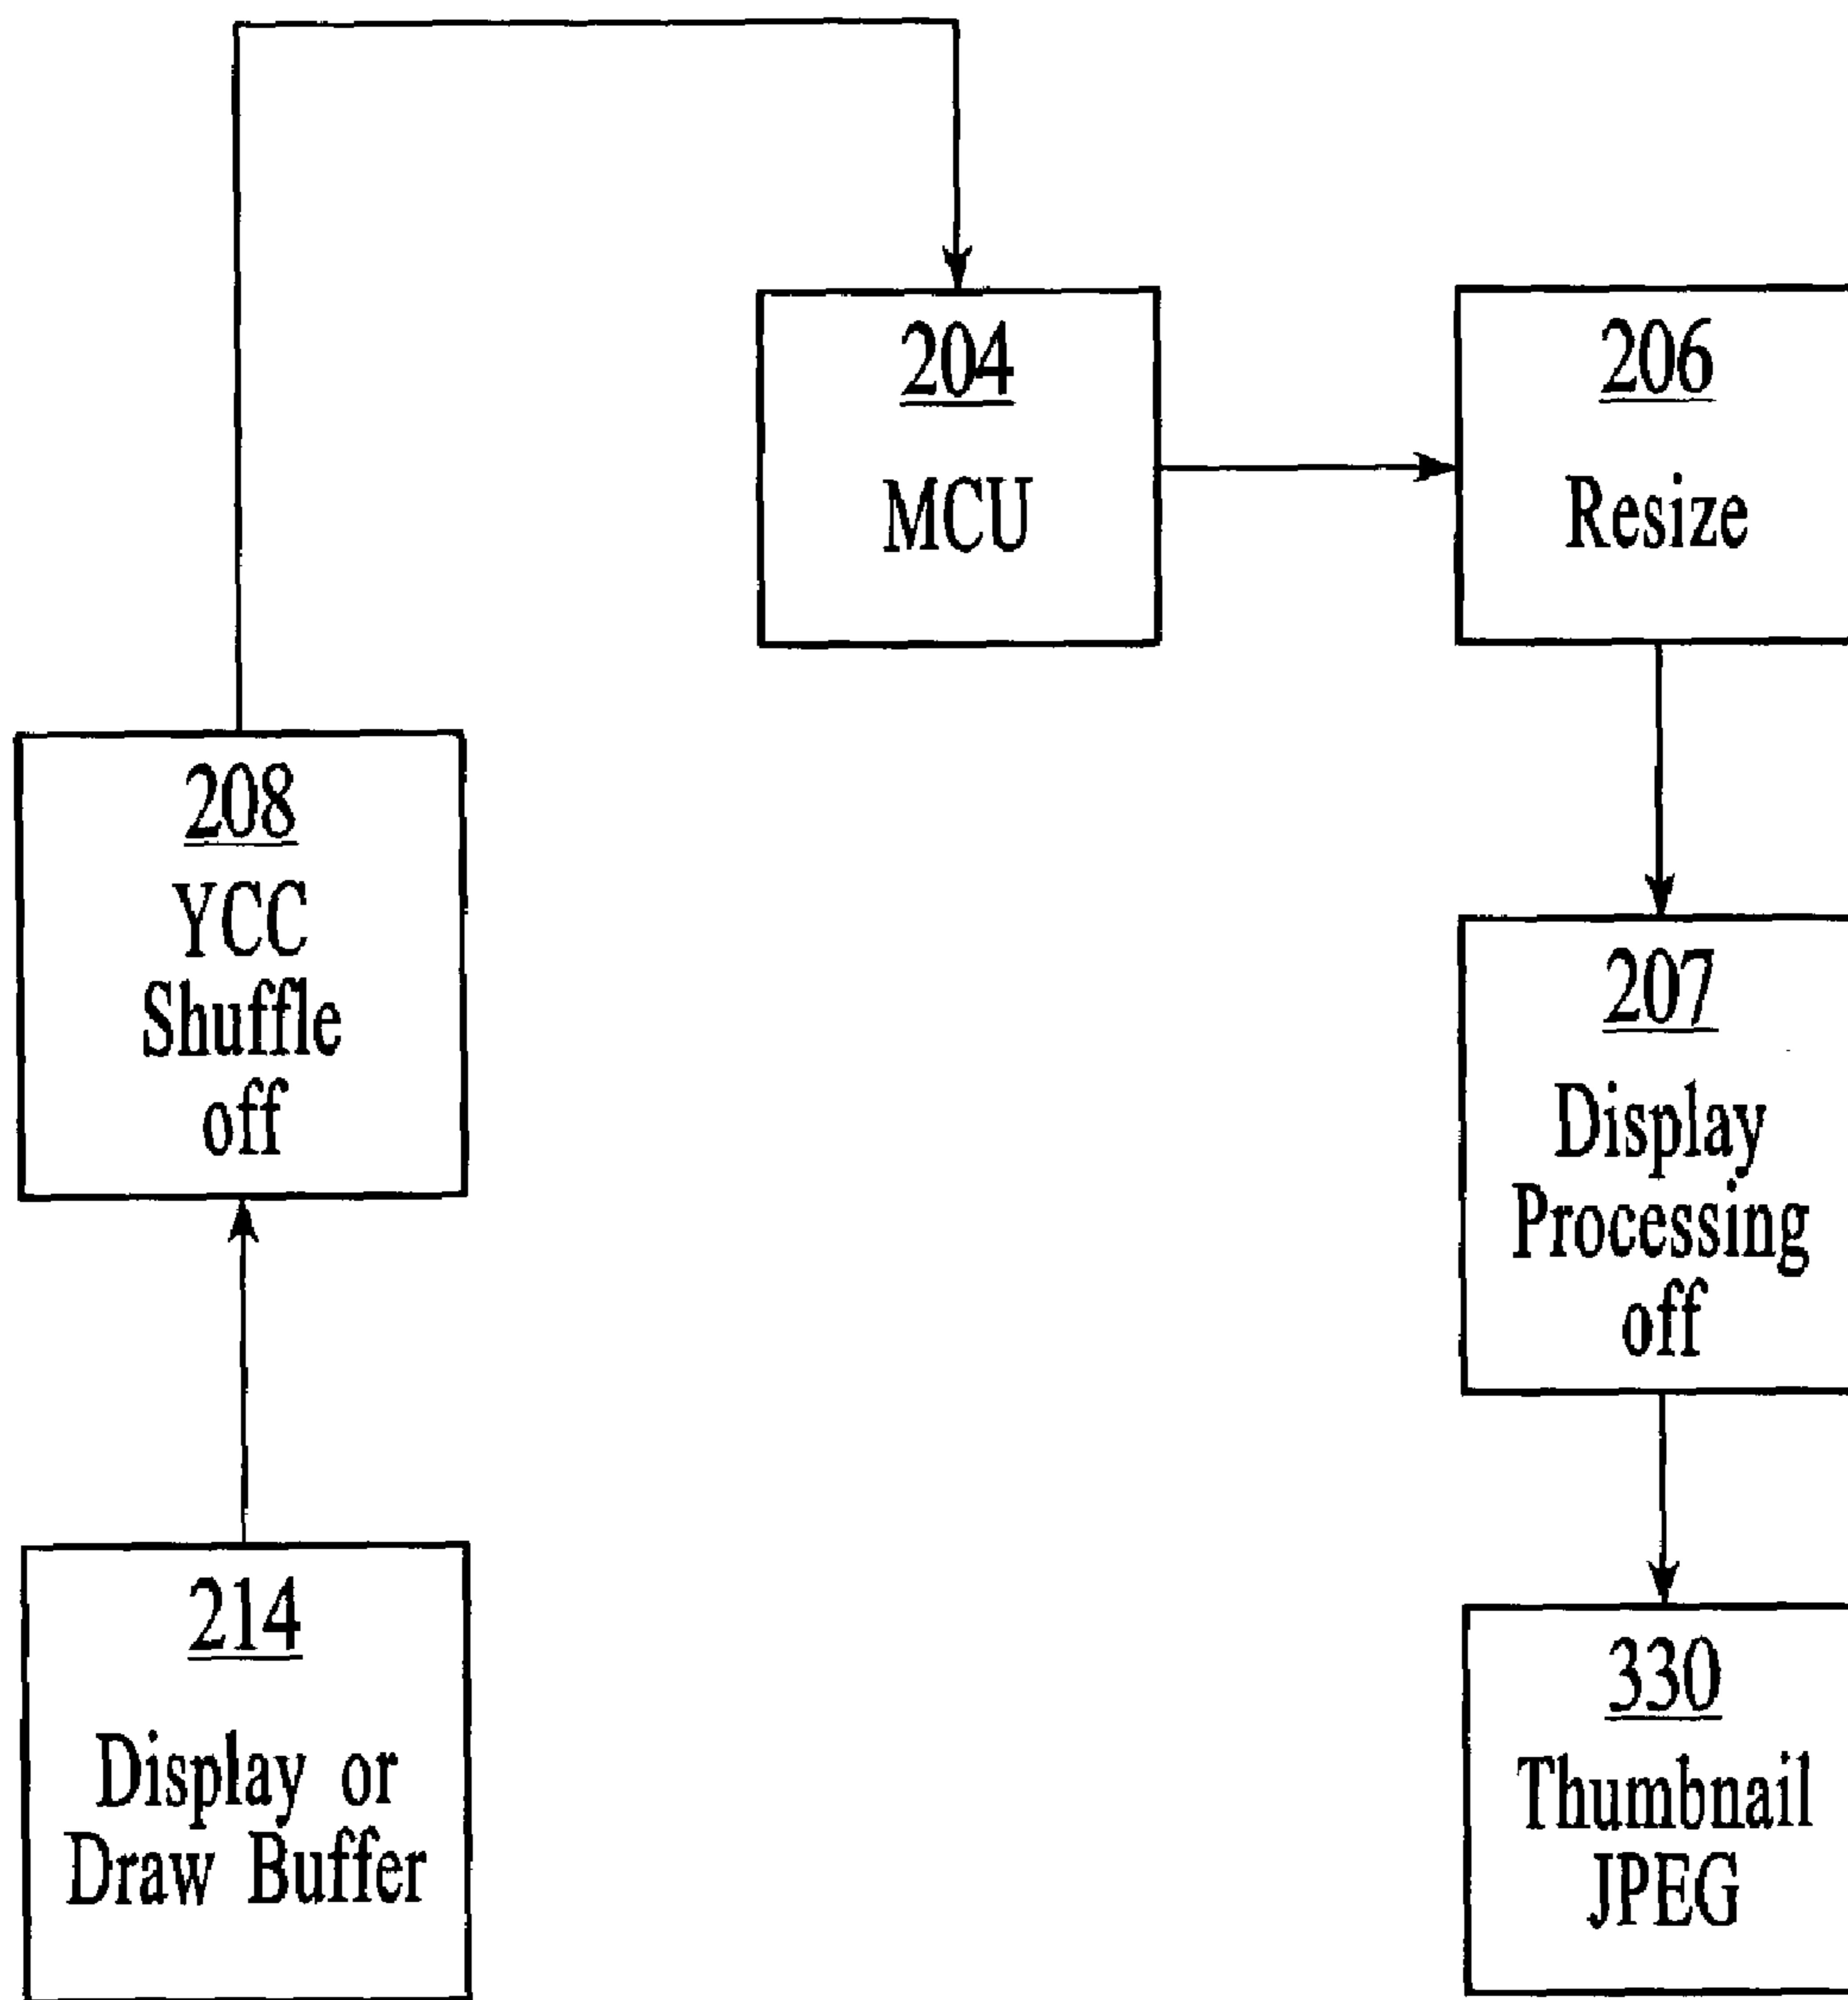 204
MCU
206
Resize
208
YCC
Shuffle
off
207
Display
Processing
off
214
Display or
Draw Buffer
330
Thumbnail
JPEG